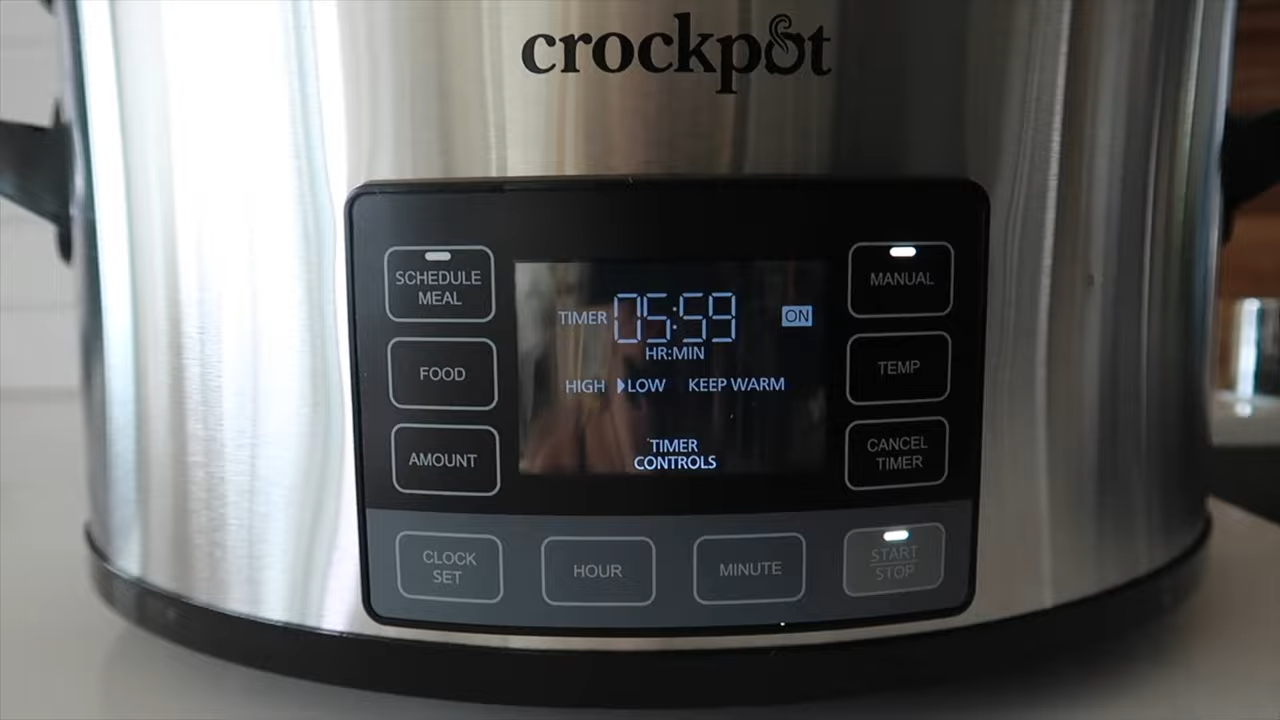 crockpot
SCHEDULE
MEAL
FOOD
AMOUNT
TIMER 05:59 ON
HR:MIN
HIGH LOW KEEP WARM
TIMER
CONTROLS
MANUAL
TEMP
CANCEL
TIMER
CLOCK
SET
HOUR
MINUTE
START
STOP